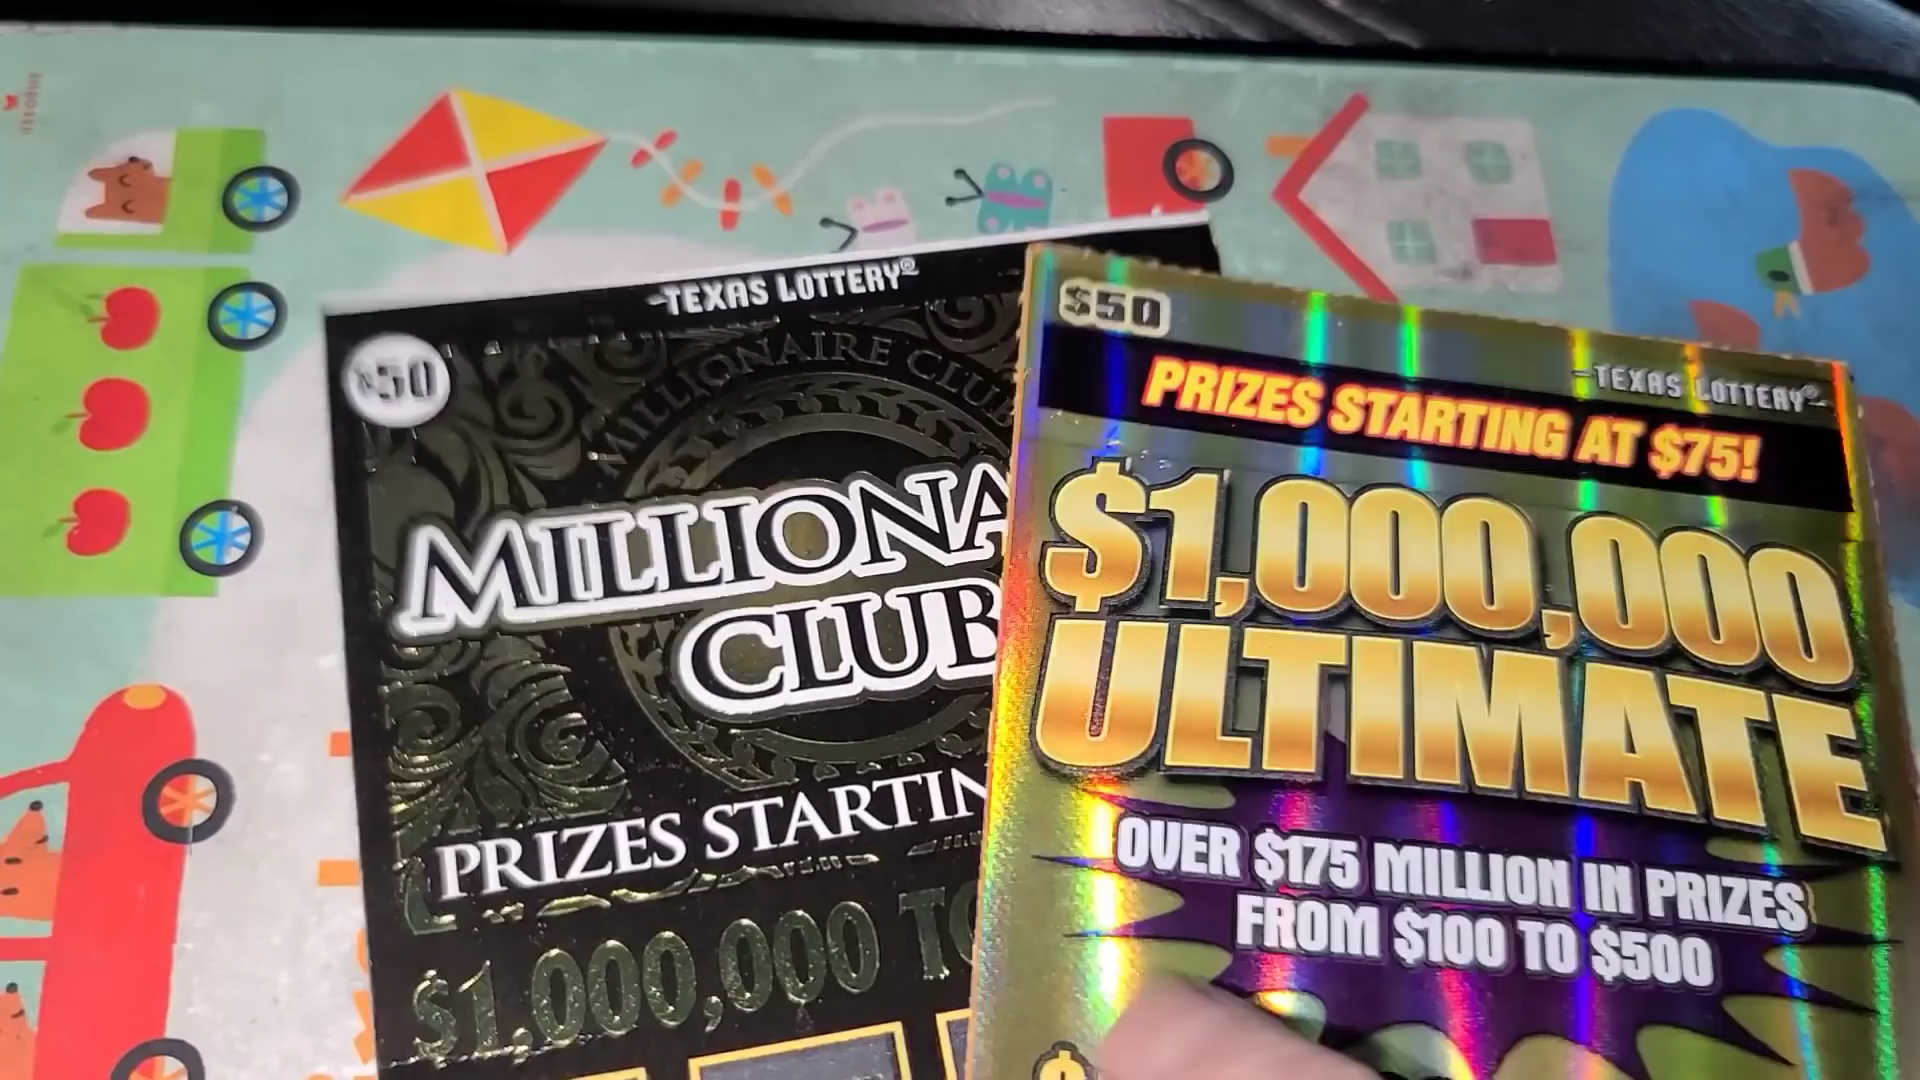 TEXAS LOTTERY®
$50
MILLIONAIRE CLUB
MILLIONA
CLUB
PRIZES STARTIN
$1,000,000 TO
$50
TEXAS LOTTERY®
PRIZES STARTING AT $75!
$1,000,000
ULTIMATE
OVER $175 MILLION IN PRIZES
FROM $100 TO $500